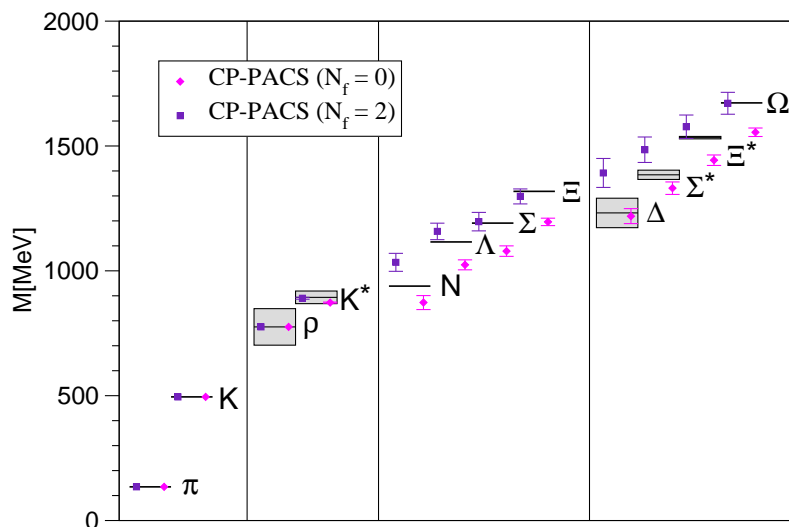 2000
1500
1000
500
0
M[MeV]
CP-PACS (N_f = 0)
CP-PACS (N_f = 2)
π
K
ρ
K*
N
Λ
Σ
Ξ
Δ
Σ*
Ξ*
Ω